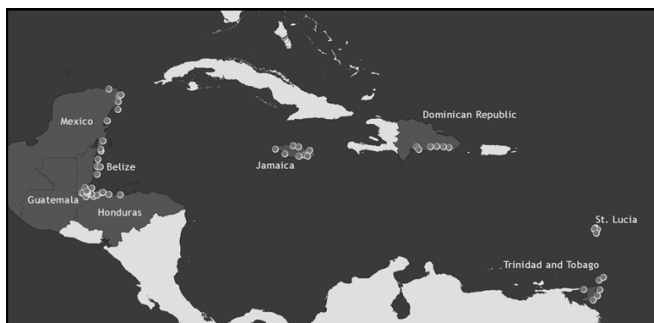 Dominican Republic
Mexico
Jamaica
Belize
Guatemala
Honduras
St. Lucia
Trinidad and Tobago